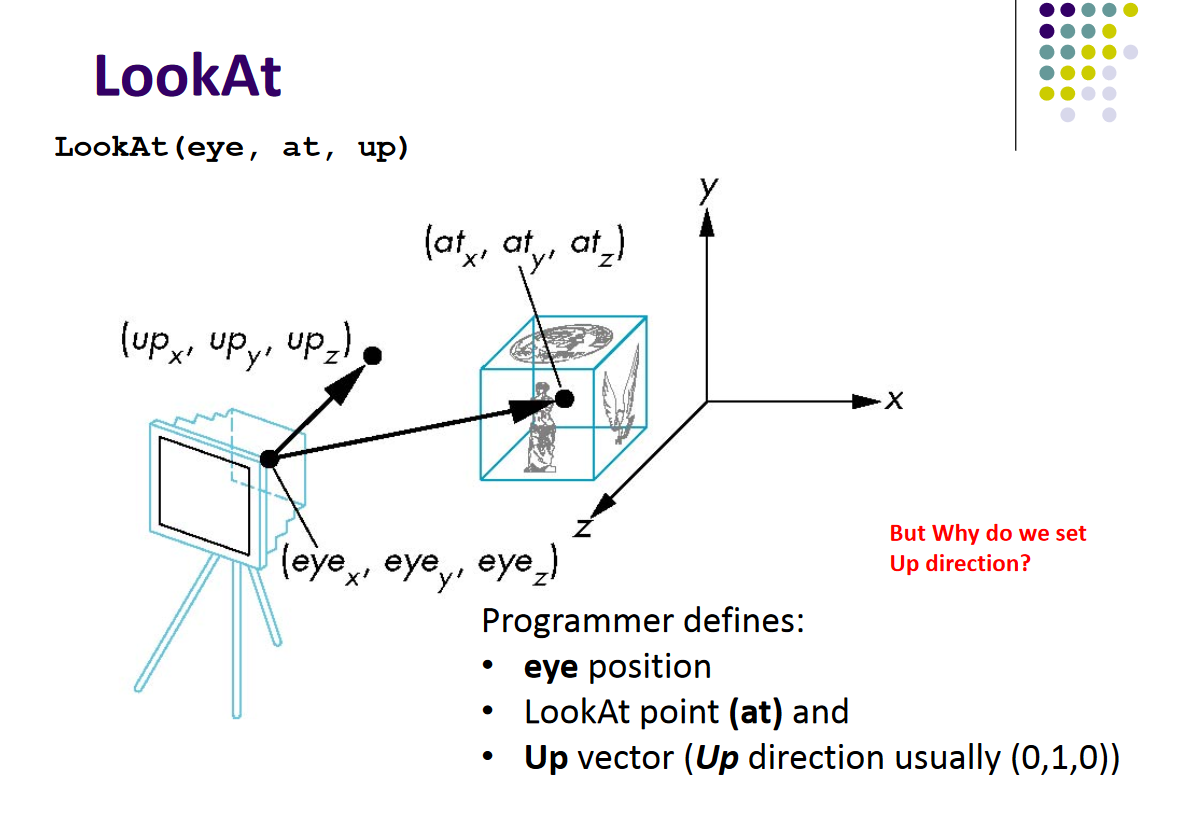 LookAt
LookAt(eye, at, up)
y
(atx, aty, atz)
(upx, upy, upz)
x
z
(eyex, eyey, eyez)
But Why do we set
Up direction?
Programmer defines:
• eye position
• LookAt point (at) and
• Up vector (Up direction usually (0,1,0))